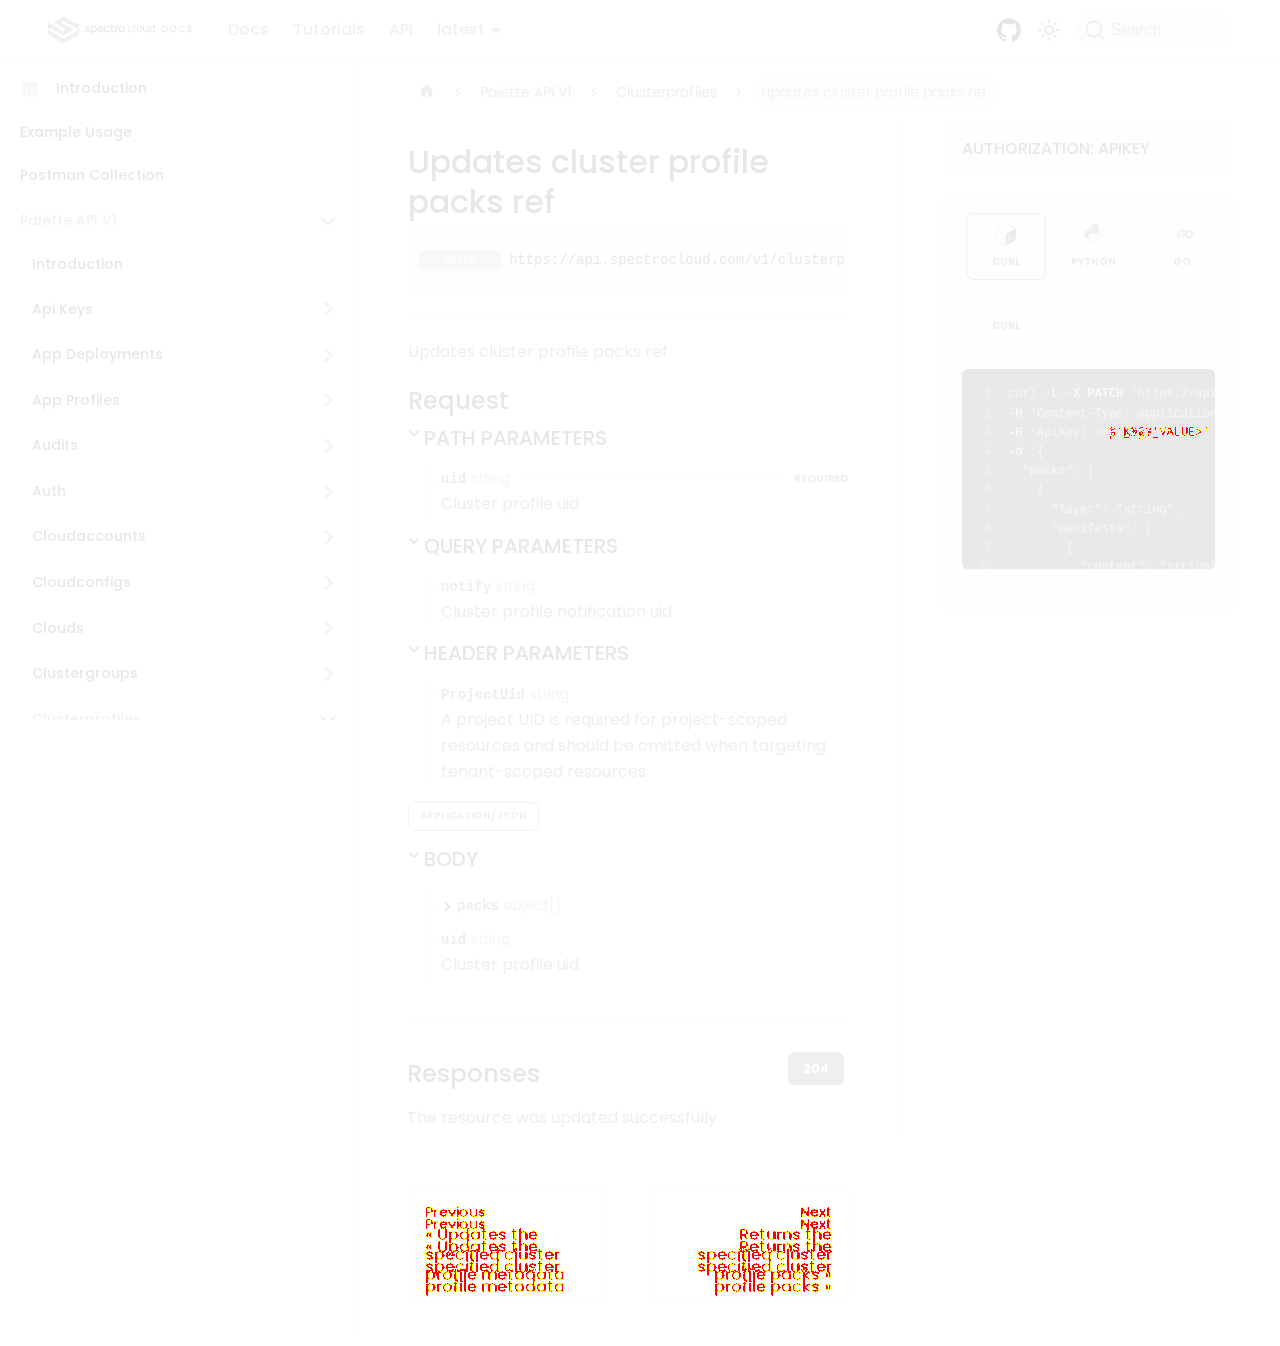 spectro cloud DOCS
Docs
Tutorials
API
latest
Search
Introduction
Example Usage
Postman Collection
Palette API V1
Introduction
Api Keys
App Deployments
App Profiles
Audits
Auth
Cloudaccounts
Cloudconfigs
Clouds
Clustergroups
Clusterprofiles
Palette API V1
Clusterprofiles
Updates cluster profile packs ref
Updates cluster profile
packs ref
PATCH https://api.spectrocloud.com/v1/clusterp
Updates cluster profile packs ref
Request
PATH PARAMETERS
uid string REQUIRED
Cluster profile uid
QUERY PARAMETERS
notify string
Cluster profile notification uid
HEADER PARAMETERS
ProjectUid string
A project UID is required for project-scoped
resources and should be omitted when targeting
tenant-scoped resources
APPLICATION/JSON
BODY
packs object[]
uid string
Cluster profile uid
Responses
204
The resource was updated successfully
Previous
« Updates the
specified cluster
profile metadata
Next
Returns the
specified cluster
profile packs »
AUTHORIZATION: APIKEY
CURL
PYTHON
GO
CURL
1 curl -L -X PATCH 'https://api
2 -H 'Content-Type: application
3 -H 'ApiKey: <A
4 -d '{
5 "packs": [
6 {
7 "layer": "string",
8 "manifests": [
9 {
10 "content": "string"